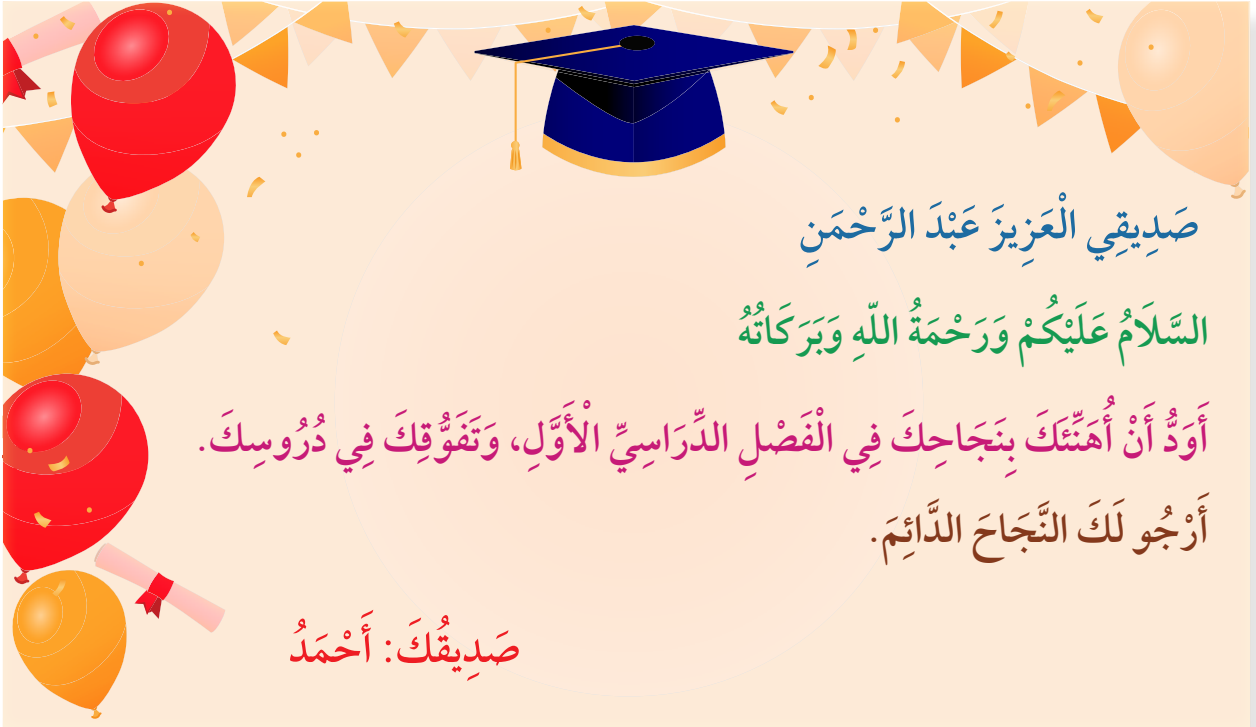 صَدِيقِي الْعَزِيزَ عَبْدَ الرَّحْمَنِ
السَّلَامُ عَلَيْكُمْ وَرَحْمَةُ اللّهِ وَبَرَكَاتُهُ
أَوَدُّ أَنْ أُهَنِّئَكَ بِنَجَاحِكَ فِي الْفَصْلِ الدِّرَاسِيِّ الْأَوَّلِ، وَتَفَوُّقِكَ فِي دُرُوسِكَ.
أَرْجُو لَكَ النَّجَاحَ الدَّائِمَ.
صَدِيقُكَ: أَحْمَدُ